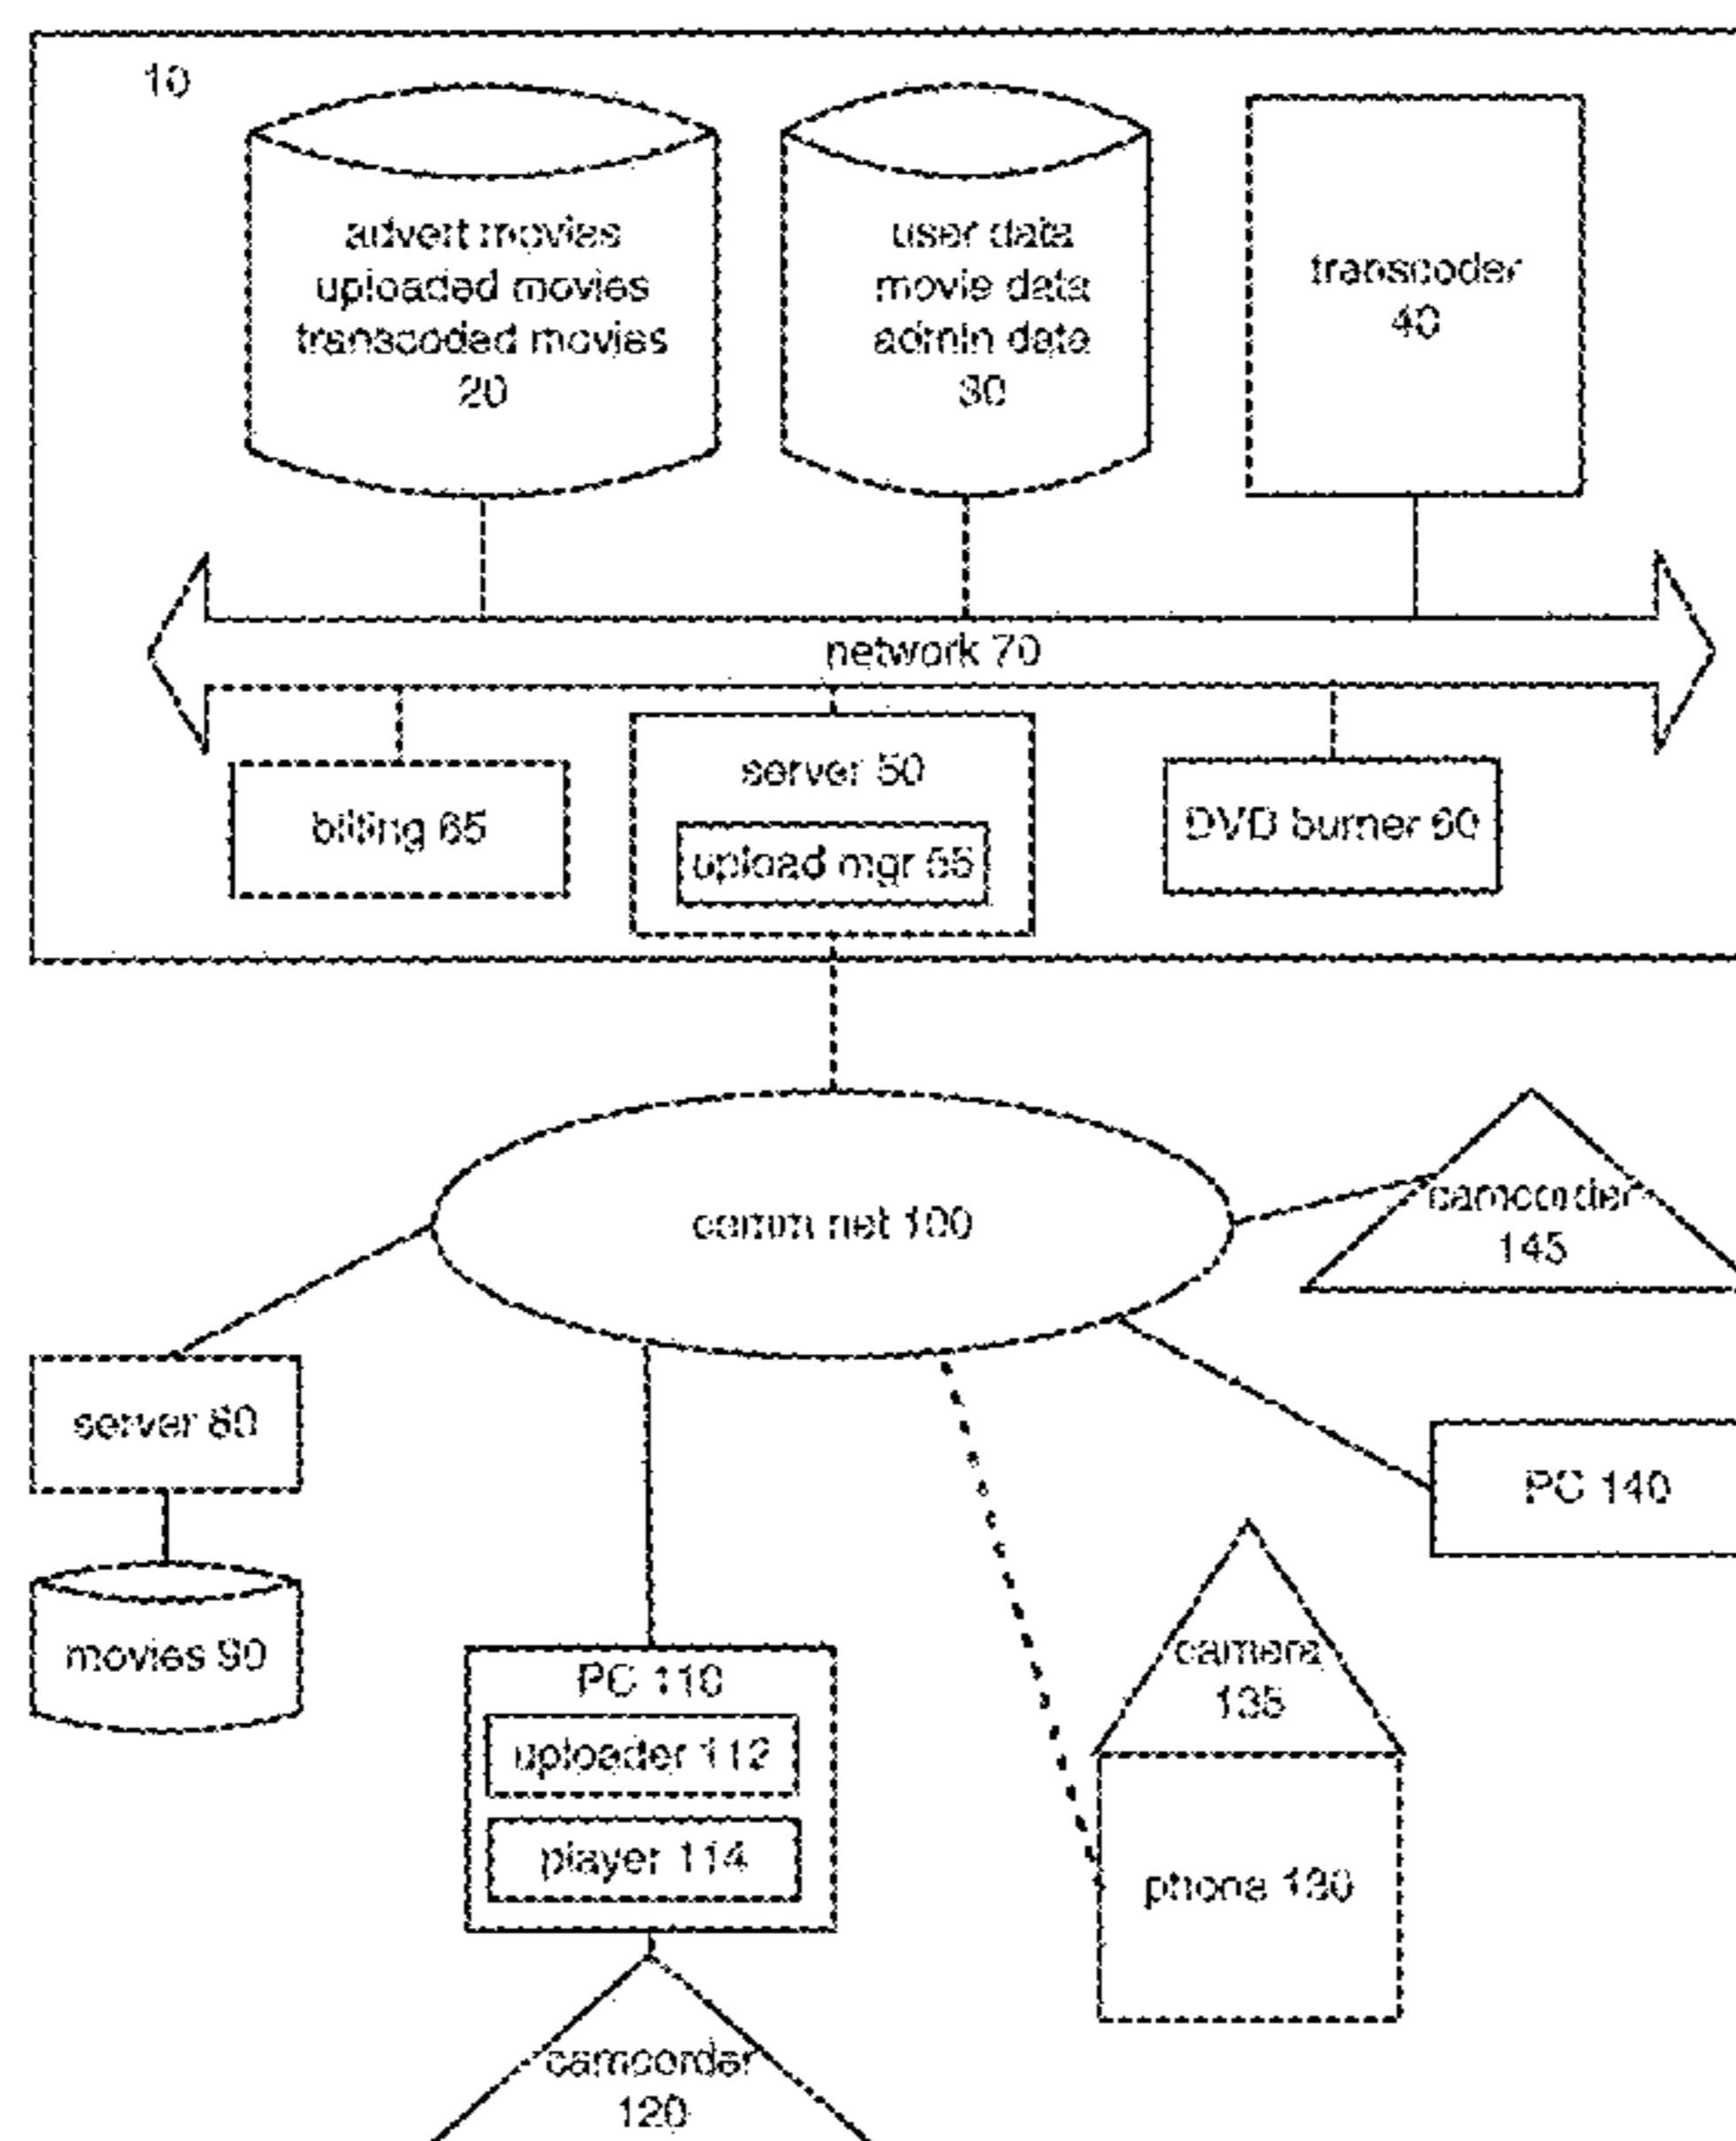 10
advert movies
uploaded movies
transcoded movies
20
user data
movie data
admin data
30
transcoder
40
network 70
billing 65
server 50
upload mgr 55
DVD burner 60
comm net 100
camcorder
145
server 80
PC 140
movies 90
camera
135
PC 110
uploader 112
player 114
phone 130
camcorder
120